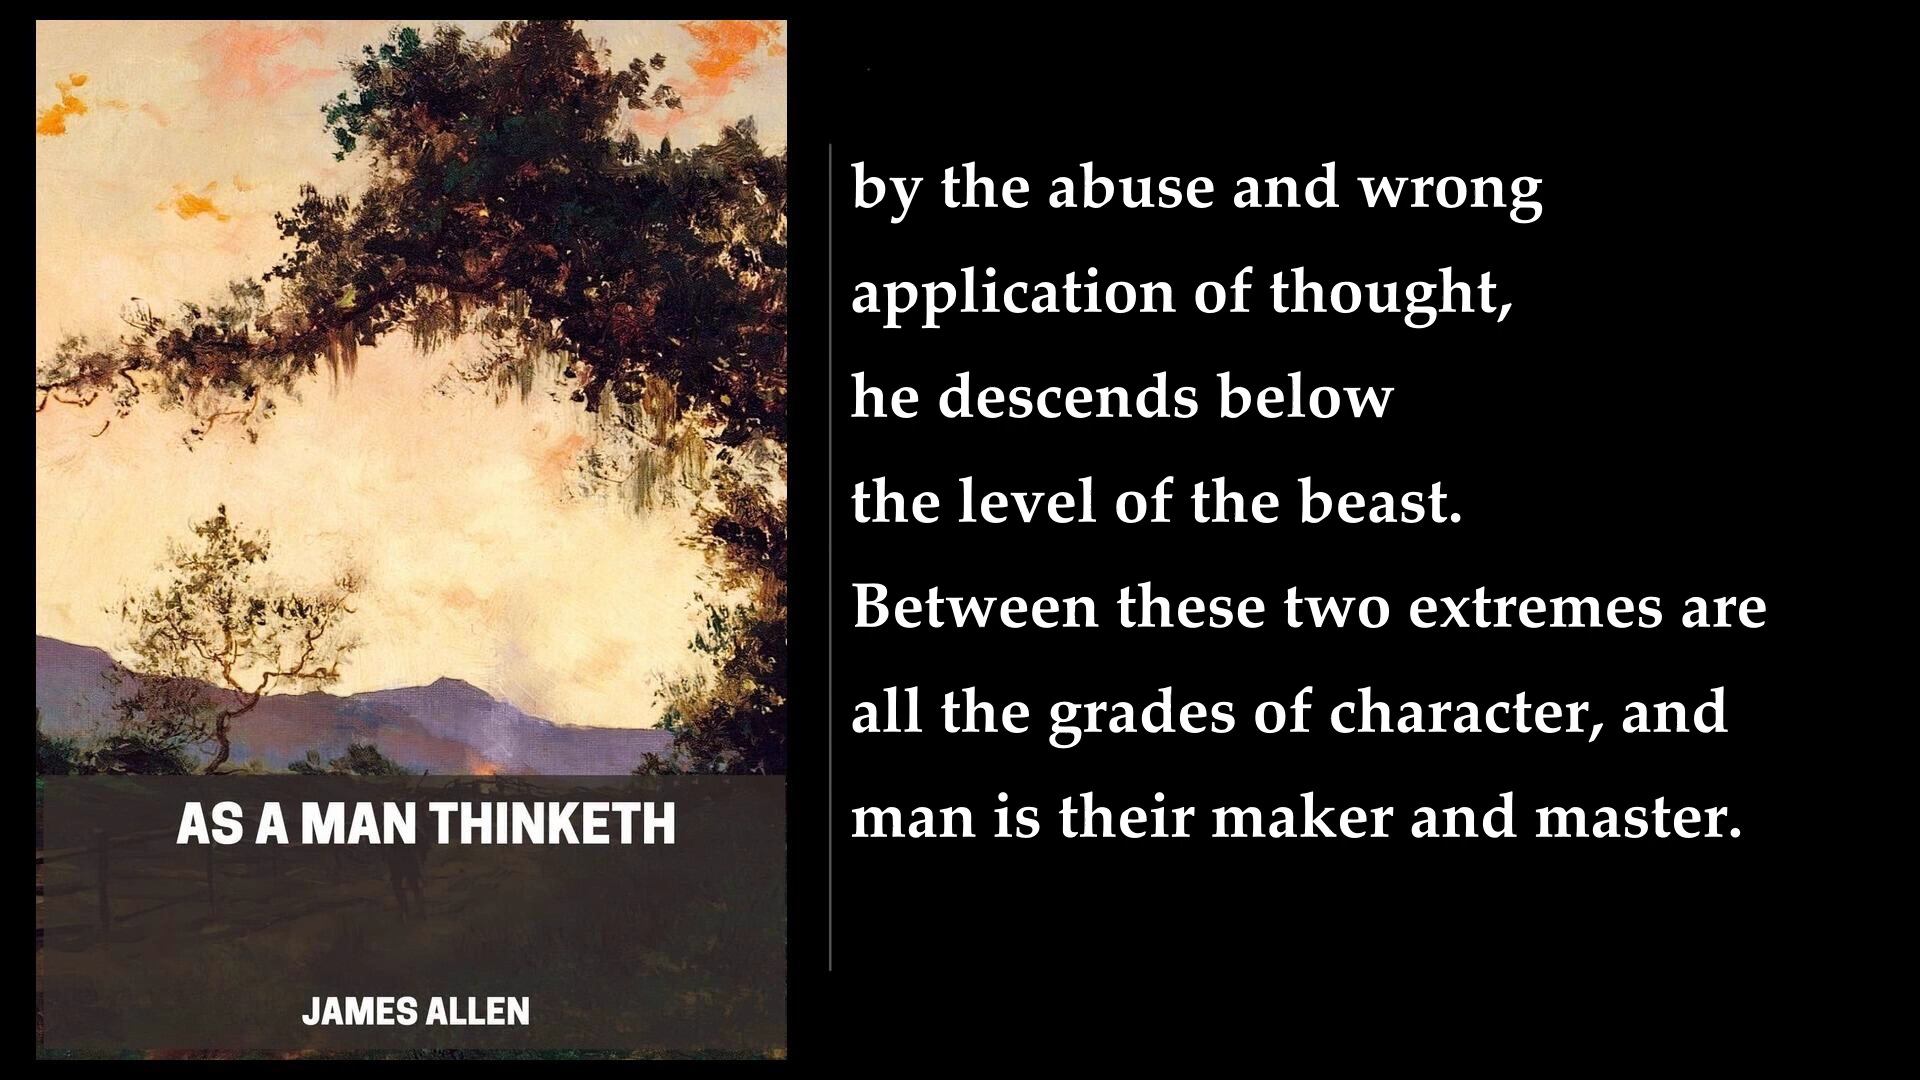 AS A MAN THINKETH
JAMES ALLEN
by the abuse and wrong
application of thought,
he descends below
the level of the beast.
Between these two extremes are
all the grades of character, and
man is their maker and master.